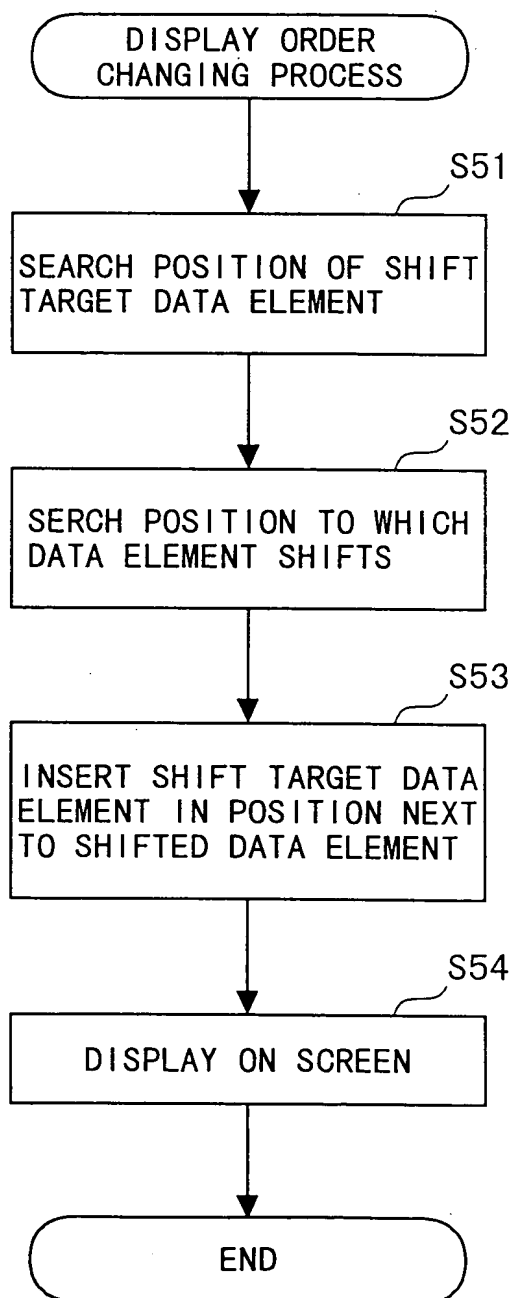 DISPLAY ORDER
CHANGING PROCESS
S51
SEARCH POSITION OF SHIFT
TARGET DATA ELEMENT
S52
SERCH POSITION TO WHICH
DATA ELEMENT SHIFTS
S53
INSERT SHIFT TARGET DATA
ELEMENT IN POSITION NEXT
TO SHIFTED DATA ELEMENT
S54
DISPLAY ON SCREEN
END